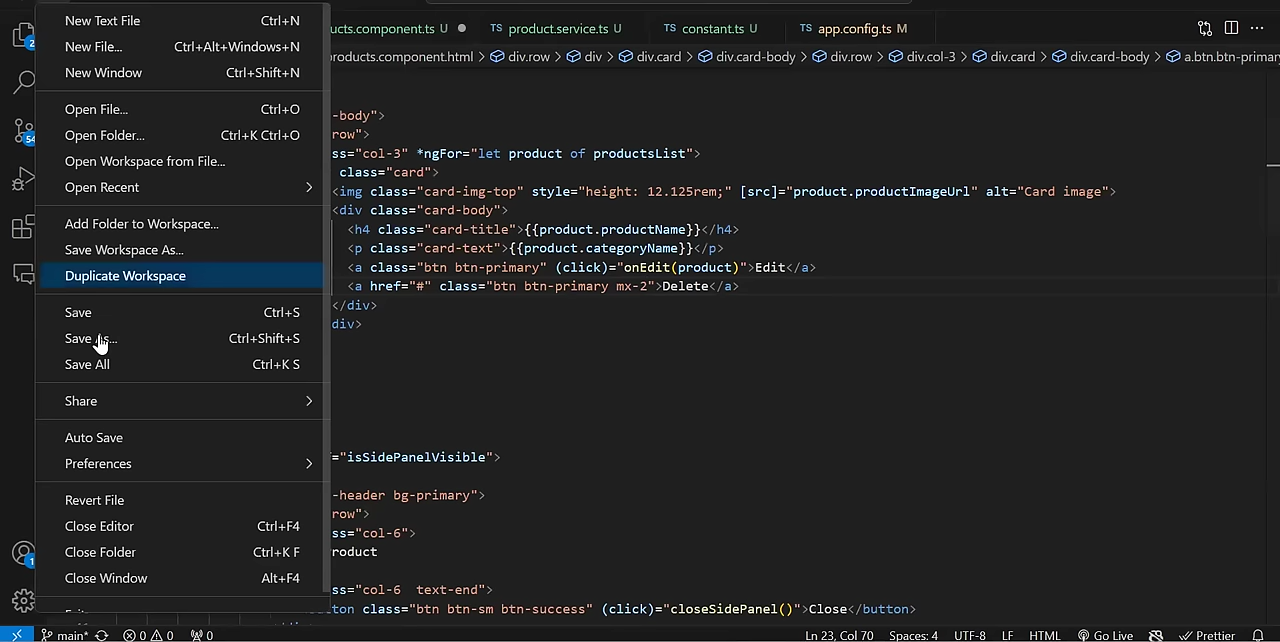 New Text File Ctrl+N
New File... Ctrl+Alt+Windows+N
New Window Ctrl+Shift+N
Open File... Ctrl+O
Open Folder... Ctrl+K Ctrl+O
Open Workspace from File...
Open Recent
Add Folder to Workspace...
Save Workspace As...
Duplicate Workspace
Save Ctrl+S
Save As... Ctrl+Shift+S
Save All Ctrl+K S
Share
Auto Save
Preferences
Revert File
Close Editor Ctrl+F4
Close Folder Ctrl+K F
Close Window Alt+F4
2
54
1
ucts.component.ts U TS product.service.ts U TS constant.ts U TS app.config.ts M
products.component.html > div.row > div > div.card > div.card-body > div.row > div.col-3 > div.card > div.card-body > a.btn.btn-primary
-body">
row">
ss="col-3" *ngFor="let product of productsList">
class="card">
<img class="card-img-top" style="height: 12.125rem;" [src]="product.productImageUrl" alt="Card image">
<div class="card-body">
<h4 class="card-title">{{product.productName}}</h4>
<p class="card-text">{{product.categoryName}}</p>
<a class="btn btn-primary" (click)="onEdit(product)">Edit</a>
<a href="#" class="btn btn-primary mx-2">Delete</a>
</div>
div>
="isSidePanelVisible">
-header bg-primary">
row">
ss="col-6">
roduct
ss="col-6  text-end">
utton class="btn btn-sm btn-success" (click)="closeSidePanel()">Close</button>
main* 0 0 0 Ln 23, Col 70 Spaces: 4 UTF-8 LF HTML Go Live Prettier